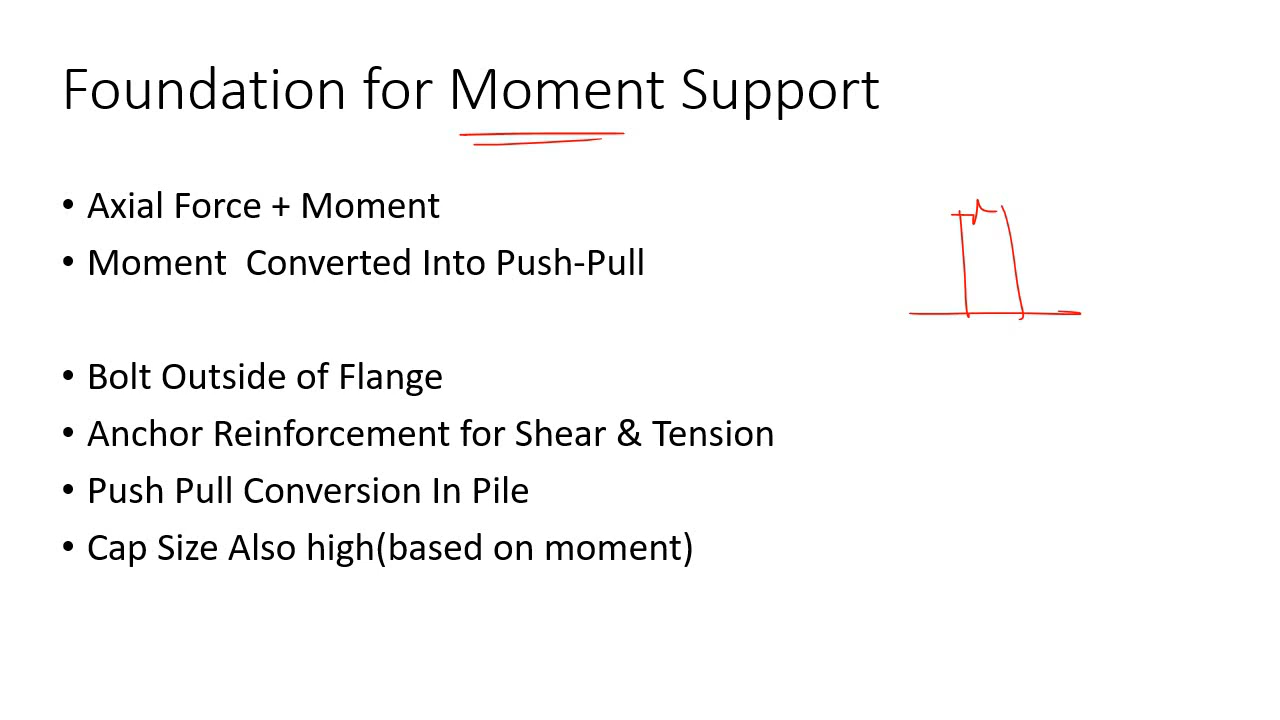 Foundation for Moment Support
• Axial Force + Moment
• Moment  Converted Into Push-Pull
• Bolt Outside of Flange
• Anchor Reinforcement for Shear & Tension
• Push Pull Conversion In Pile
• Cap Size Also high(based on moment)